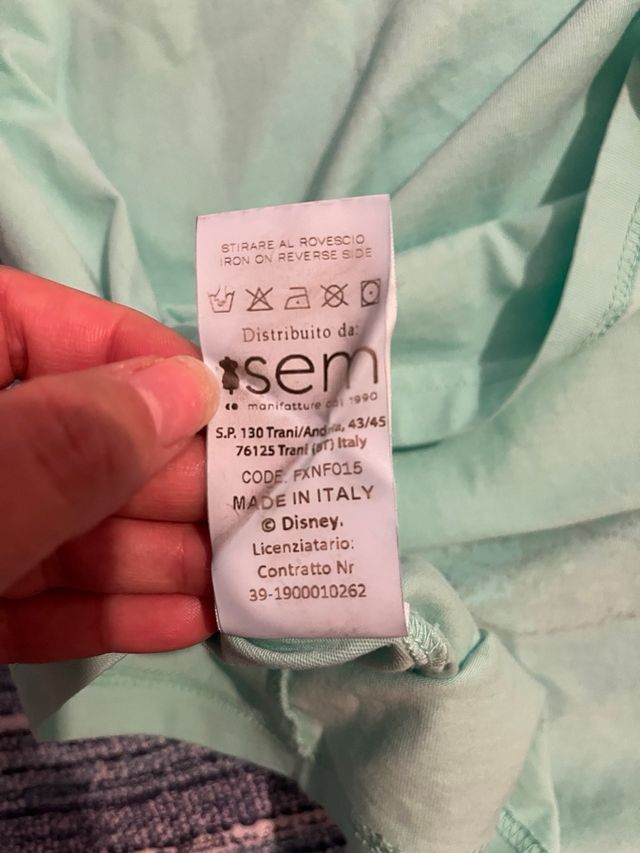 STIRARE AL ROVESCIO
IRON ON REVERSE SIDE
Distribuito da:
sem
manifatture dal 1990
S.P. 130 Trani/Andria, 43/45
76125 Trani (BT) Italy
CODE. FXNF015
MADE IN ITALY
© Disney.
Licenziatario:
Contratto Nr
39-1900010262